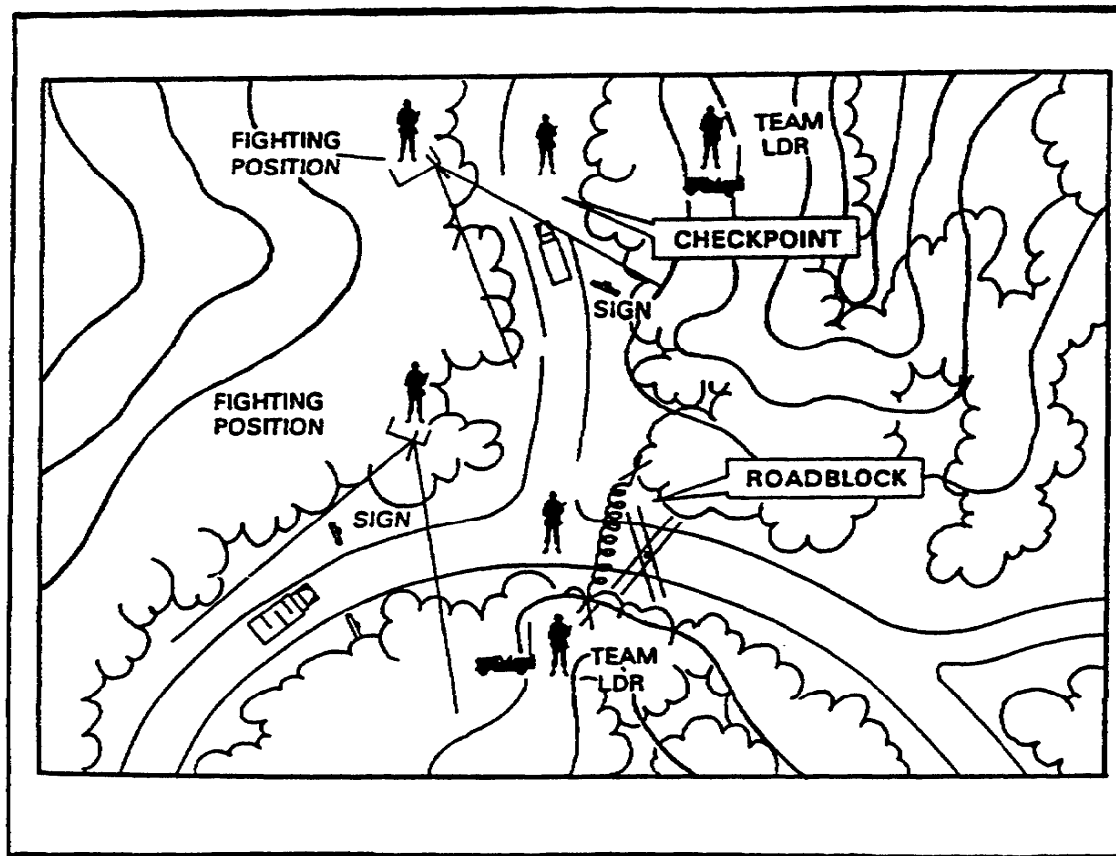 FIGHTING
POSITION
TEAM
LDR
CHECKPOINT
SIGN
FIGHTING
POSITION
ROADBLOCK
SIGN
TEAM
LDR